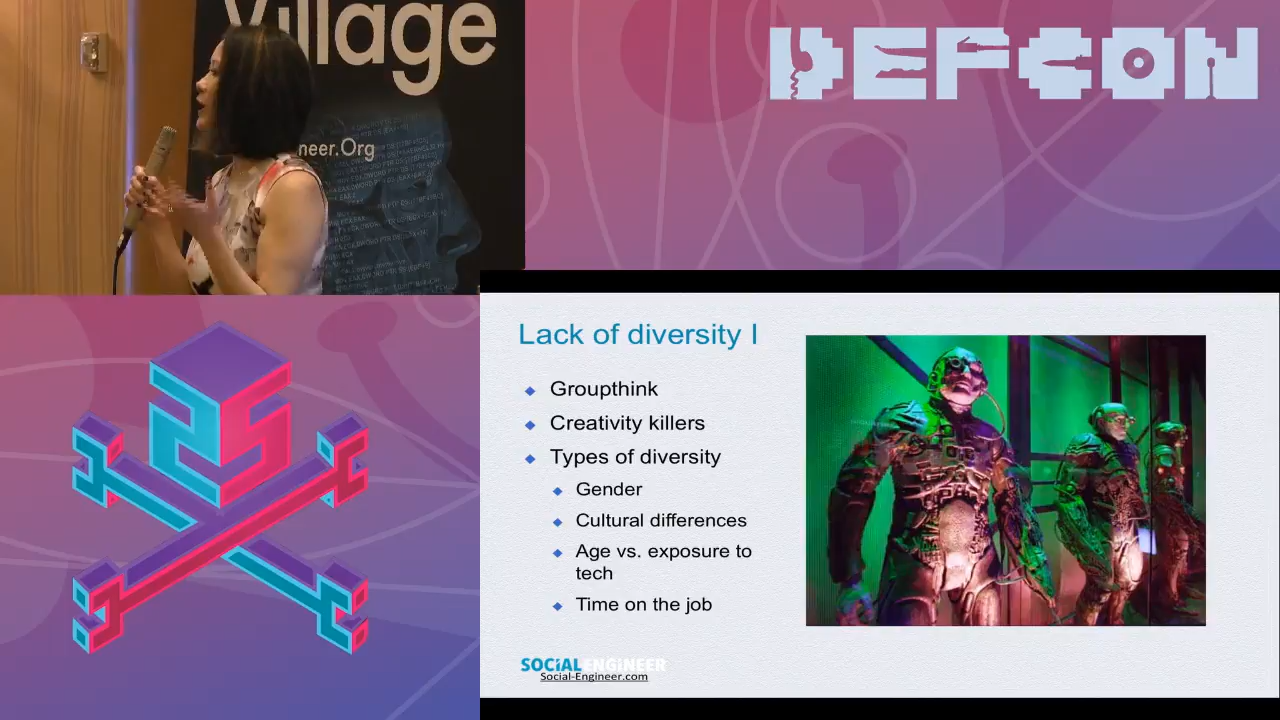 Village
neer.Org
DEFCON
Lack of diversity I
Groupthink
Creativity killers
Types of diversity
Gender
Cultural differences
Age vs. exposure to
tech
Time on the job
SOCIAL ENGINEER
Social-Engineer.com